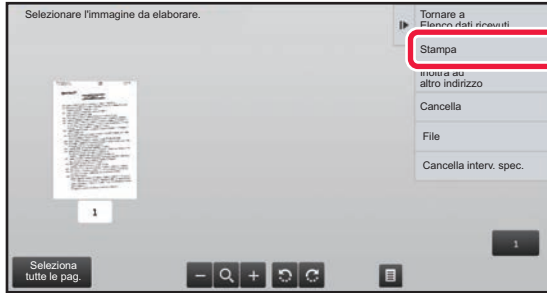 Selezionare l'immagine da elaborare.
Tornare a
Elenco dati ricevuti
Stampa
Inoltra ad
altro indirizzo
Cancella
File
Cancella interv. spec.
1
1
Seleziona
tutte le pag.